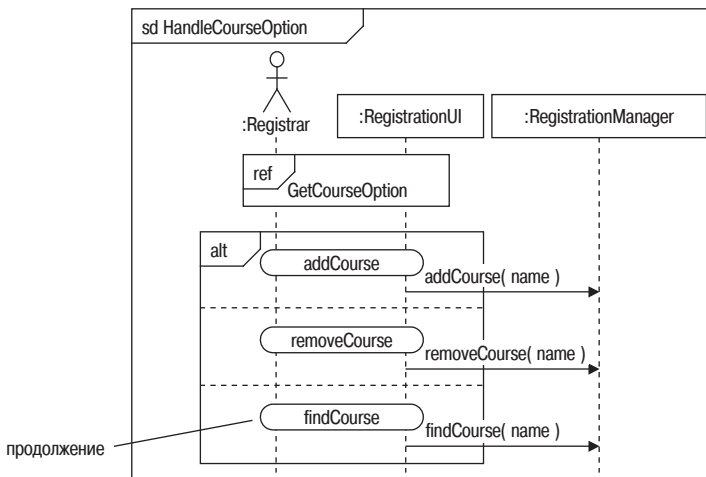 sd HandleCourseOption
:Registrar
:RegistrationUI
:RegistrationManager
ref
GetCourseOption
alt
addCourse
addCourse( name )
removeCourse
removeCourse( name )
findCourse
findCourse( name )
продолжение